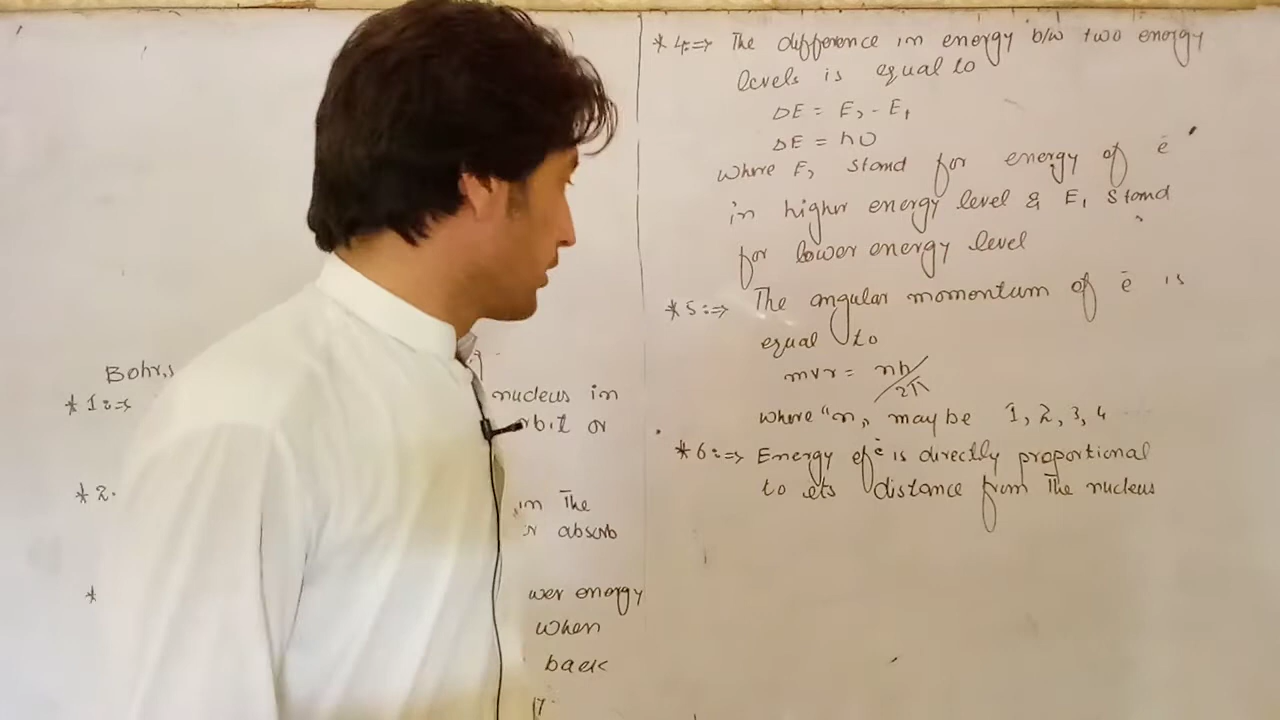 Bohr,s
* 1 :⇒
nucleus in
orbit or
* 2.
in The
or absorb
*
wer energy
when
back
* 4:⇒ The difference in energy b/w two energy
levels is equal to
ΔE = E₂ - E₁
ΔE = hυ
where E₂ stand for energy of ē
in higher energy level & E₁ stand
for lower energy level
* 5:⇒ The angular momentum of ē is
equal to
mvr = nh/2π
where "n,, may be 1, 2, 3, 4
* 6:⇒ Energy of ē is directly proportional
to its distance from The nucleus